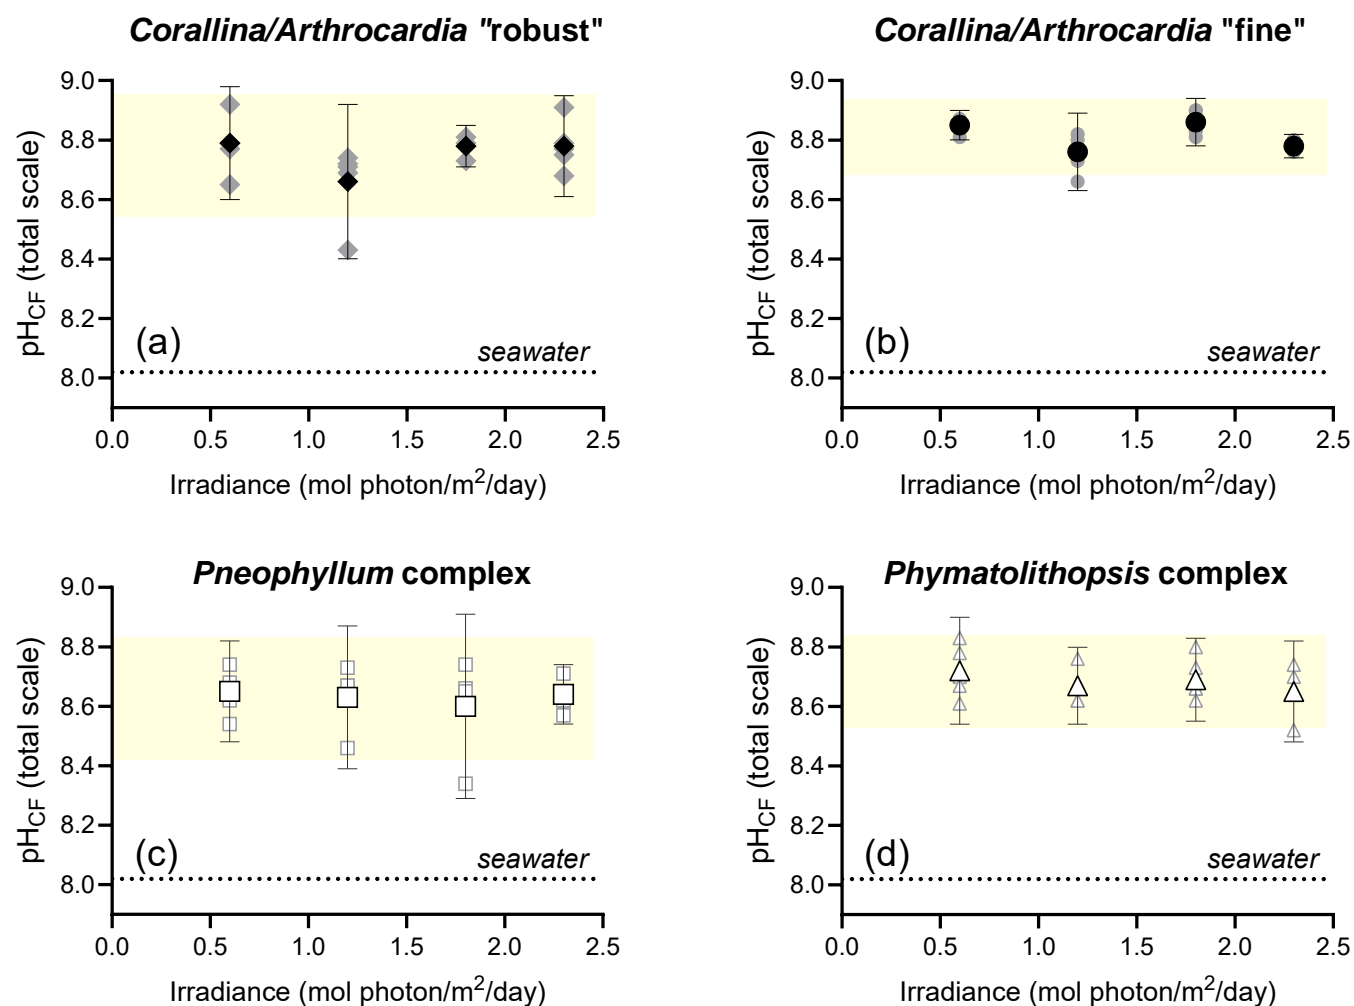 Corallina/Arthrocardia "robust"
9.0
8.8
8.6
8.4
8.2
8.0
pHCF (total scale)
(a)
seawater
0.0 0.5 1.0 1.5 2.0 2.5
Irradiance (mol photon/m²/day)
Corallina/Arthrocardia "fine"
9.0
8.8
8.6
8.4
8.2
8.0
pHCF (total scale)
(b)
seawater
0.0 0.5 1.0 1.5 2.0 2.5
Irradiance (mol photon/m²/day)
Pneophyllum complex
9.0
8.8
8.6
8.4
8.2
8.0
pHCF (total scale)
(c)
seawater
0.0 0.5 1.0 1.5 2.0 2.5
Irradiance (mol photon/m²/day)
Phymatolithopsis complex
9.0
8.8
8.6
8.4
8.2
8.0
pHCF (total scale)
(d)
seawater
0.0 0.5 1.0 1.5 2.0 2.5
Irradiance (mol photon/m²/day)